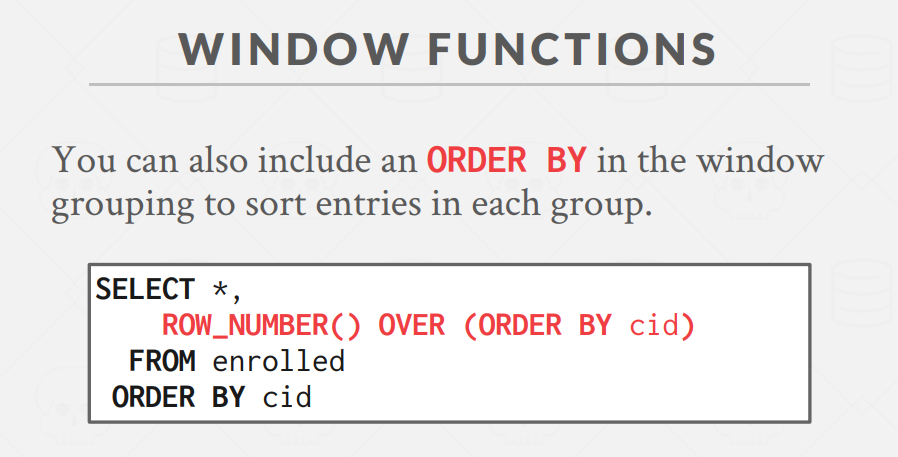 WINDOW FUNCTIONS
You can also include an ORDER BY in the window
grouping to sort entries in each group.
SELECT *,
ROW_NUMBER() OVER (ORDER BY cid)
FROM enrolled
ORDER BY cid